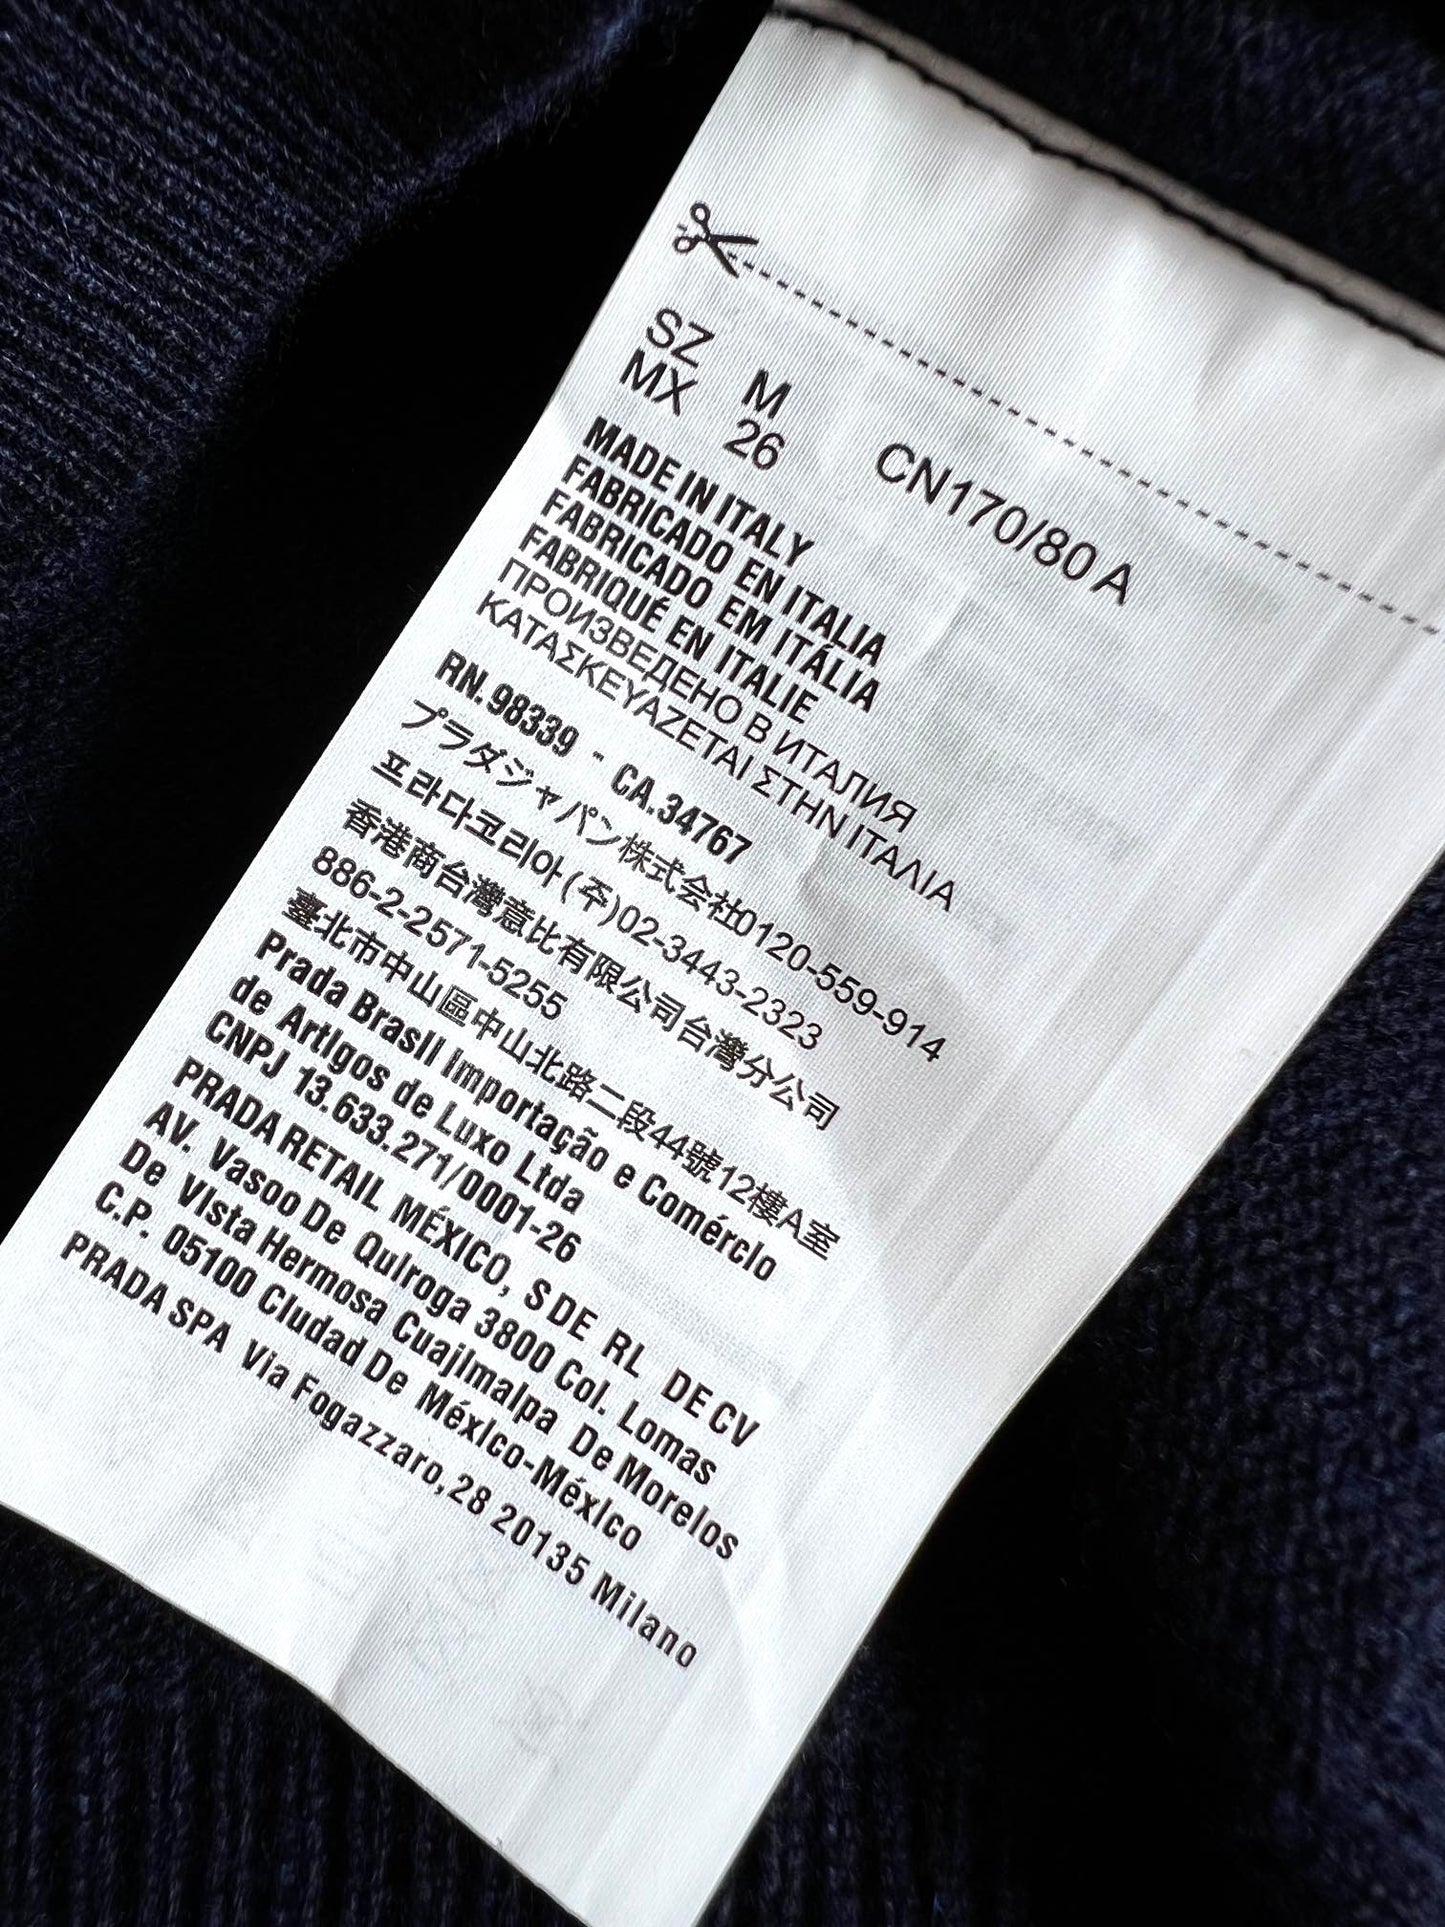 SZ M
MX 26 CN170/80 A
MADE IN ITALY
FABRICADO EN ITALIA
FABRICADO EM ITÁLIA
FABRIQUÉ EN ITALIE
ПРОИЗВЕДЕНО В ИТАЛИЯ
ΚΑΤΑΣΚΕΥΑΖΕΤΑΙ ΣΤΗΝ ΙΤΑΛΙΑ
RN. 98339 - CA.34767
プラダジャパン株式会社0120-559-914
프라다코리아(주)02-3443-2323
香港商台灣意比有限公司台灣分公司
886-2-2571-5255
臺北市中山區中山北路二段44號12樓A室
Prada Brasil Importação e Comércio
de Artigos de Luxo Ltda
CNPJ 13.633.271/0001-26
PRADA RETAIL MÉXICO, S DE RL DE CV
AV. Vasoo De Quiroga 3800 Col. Lomas
De Vista Hermosa Cuajimalpa De Morelos
C.P. 05100 Ciudad De México-México
PRADA SPA Via Fogazzaro,28 20135 Milano